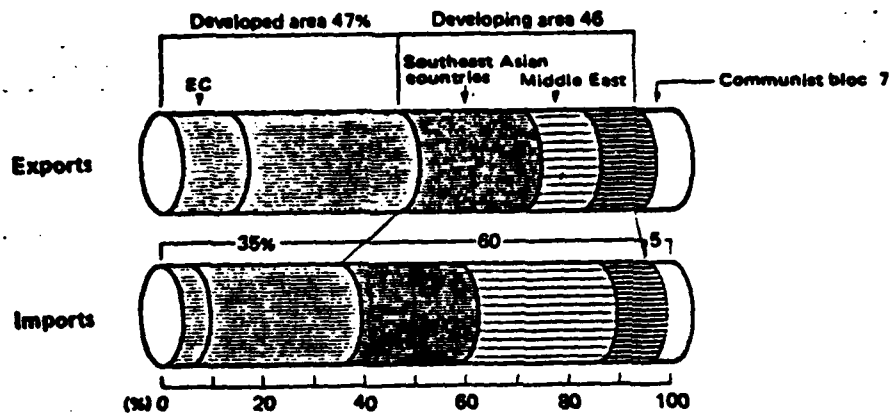 Developed area 47% Developing area 46
EC Southeast Asian countries Middle East Communist bloc 7
Exports
35% 60 5
Imports
(%) 0 20 40 60 80 100